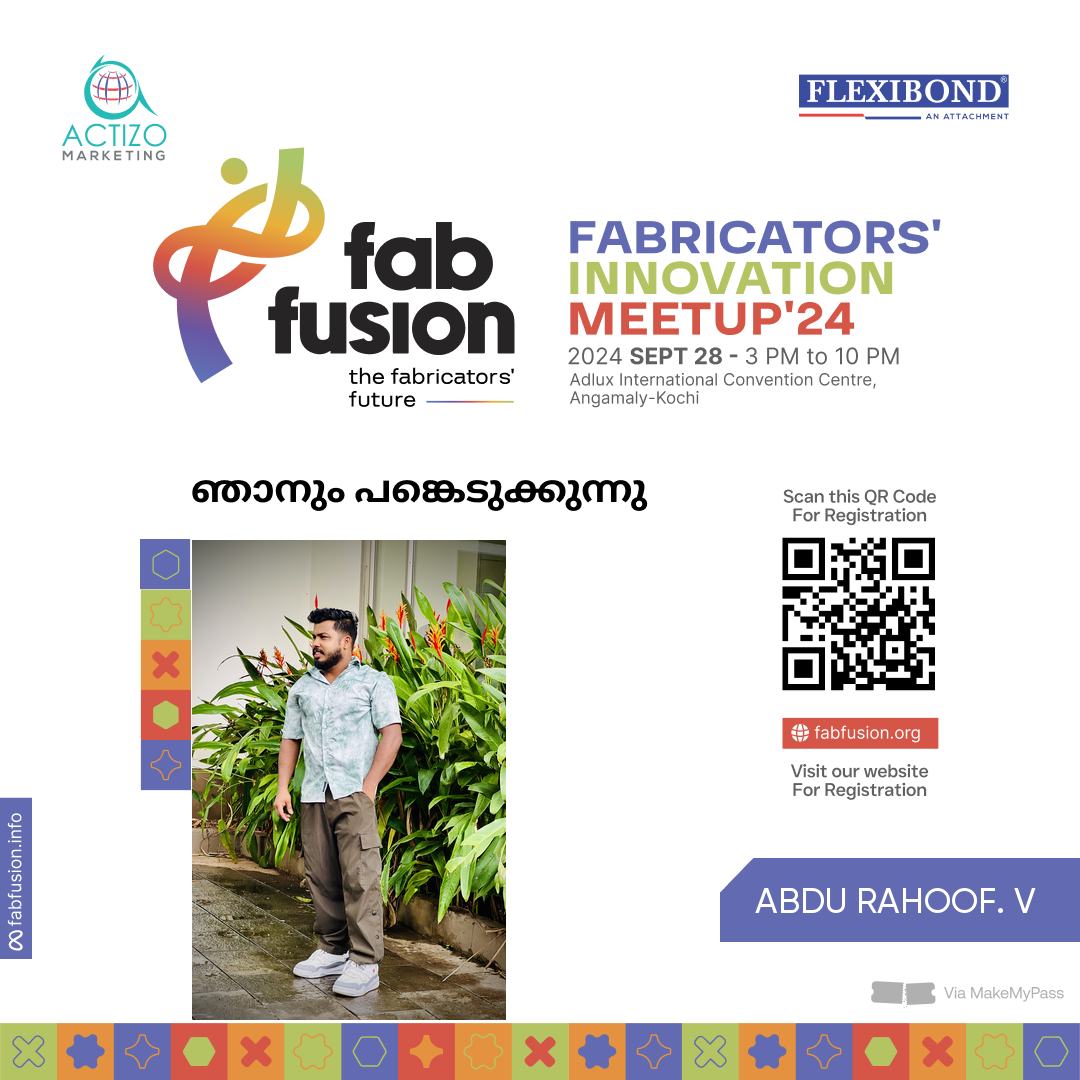 ACTIZO
MARKETING
FLEXIBOND®
AN ATTACHMENT
fab
fusion
the fabricators'
future
FABRICATORS'
INNOVATION
MEETUP'24
2024 SEPT 28 - 3 PM to 10 PM
Adlux International Convention Centre,
Angamaly-Kochi
ഞാനും പങ്കെടുക്കുന്നു
Scan this QR Code
For Registration
fabfusion.org
Visit our website
For Registration
fabfusion.info
ABDU RAHOOF. V
Via MakeMyPass